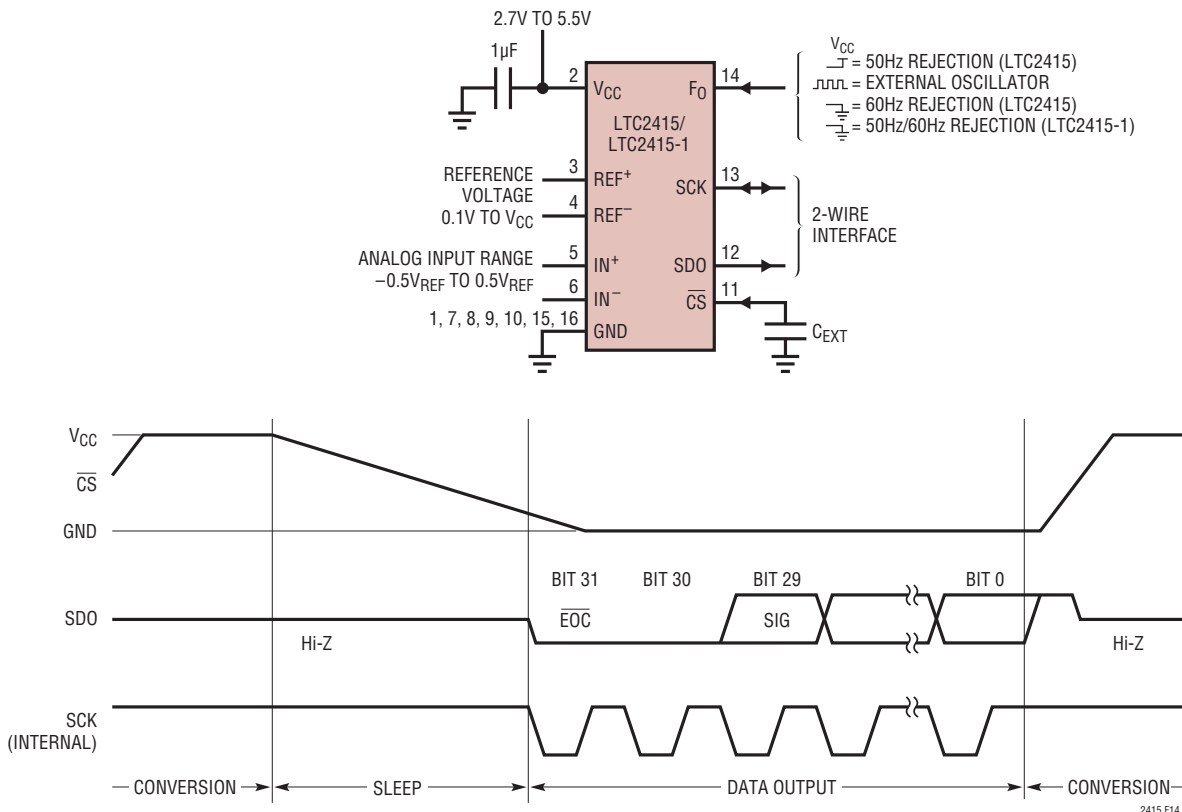 2.7V TO 5.5V
1µF
2
VCC
FO
14
LTC2415/
LTC2415-1
VCC
= 50Hz REJECTION (LTC2415)
= EXTERNAL OSCILLATOR
= 60Hz REJECTION (LTC2415)
= 50Hz/60Hz REJECTION (LTC2415-1)
REFERENCE
VOLTAGE
0.1V TO VCC
3
REF+
4
REF–
SCK
13
2-WIRE
INTERFACE
ANALOG INPUT RANGE
–0.5VREF TO 0.5VREF
5
IN+
6
IN–
SDO
12
CS
11
CEXT
1, 7, 8, 9, 10, 15, 16
GND
VCC
CS
GND
BIT 31
BIT 30
BIT 29
BIT 0
SDO
EOC
SIG
Hi-Z
Hi-Z
SCK
(INTERNAL)
CONVERSION
SLEEP
DATA OUTPUT
CONVERSION
2415 F14